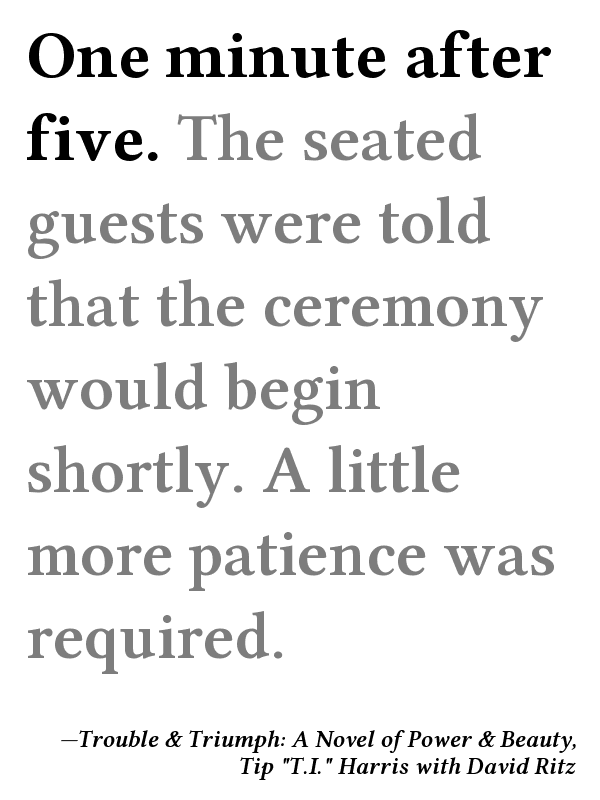 One minute after
five. The seated
guests were told
that the ceremony
would begin
shortly. A little
more patience was
required.
—Trouble & Triumph: A Novel of Power & Beauty,
Tip "T.I." Harris with David Ritz